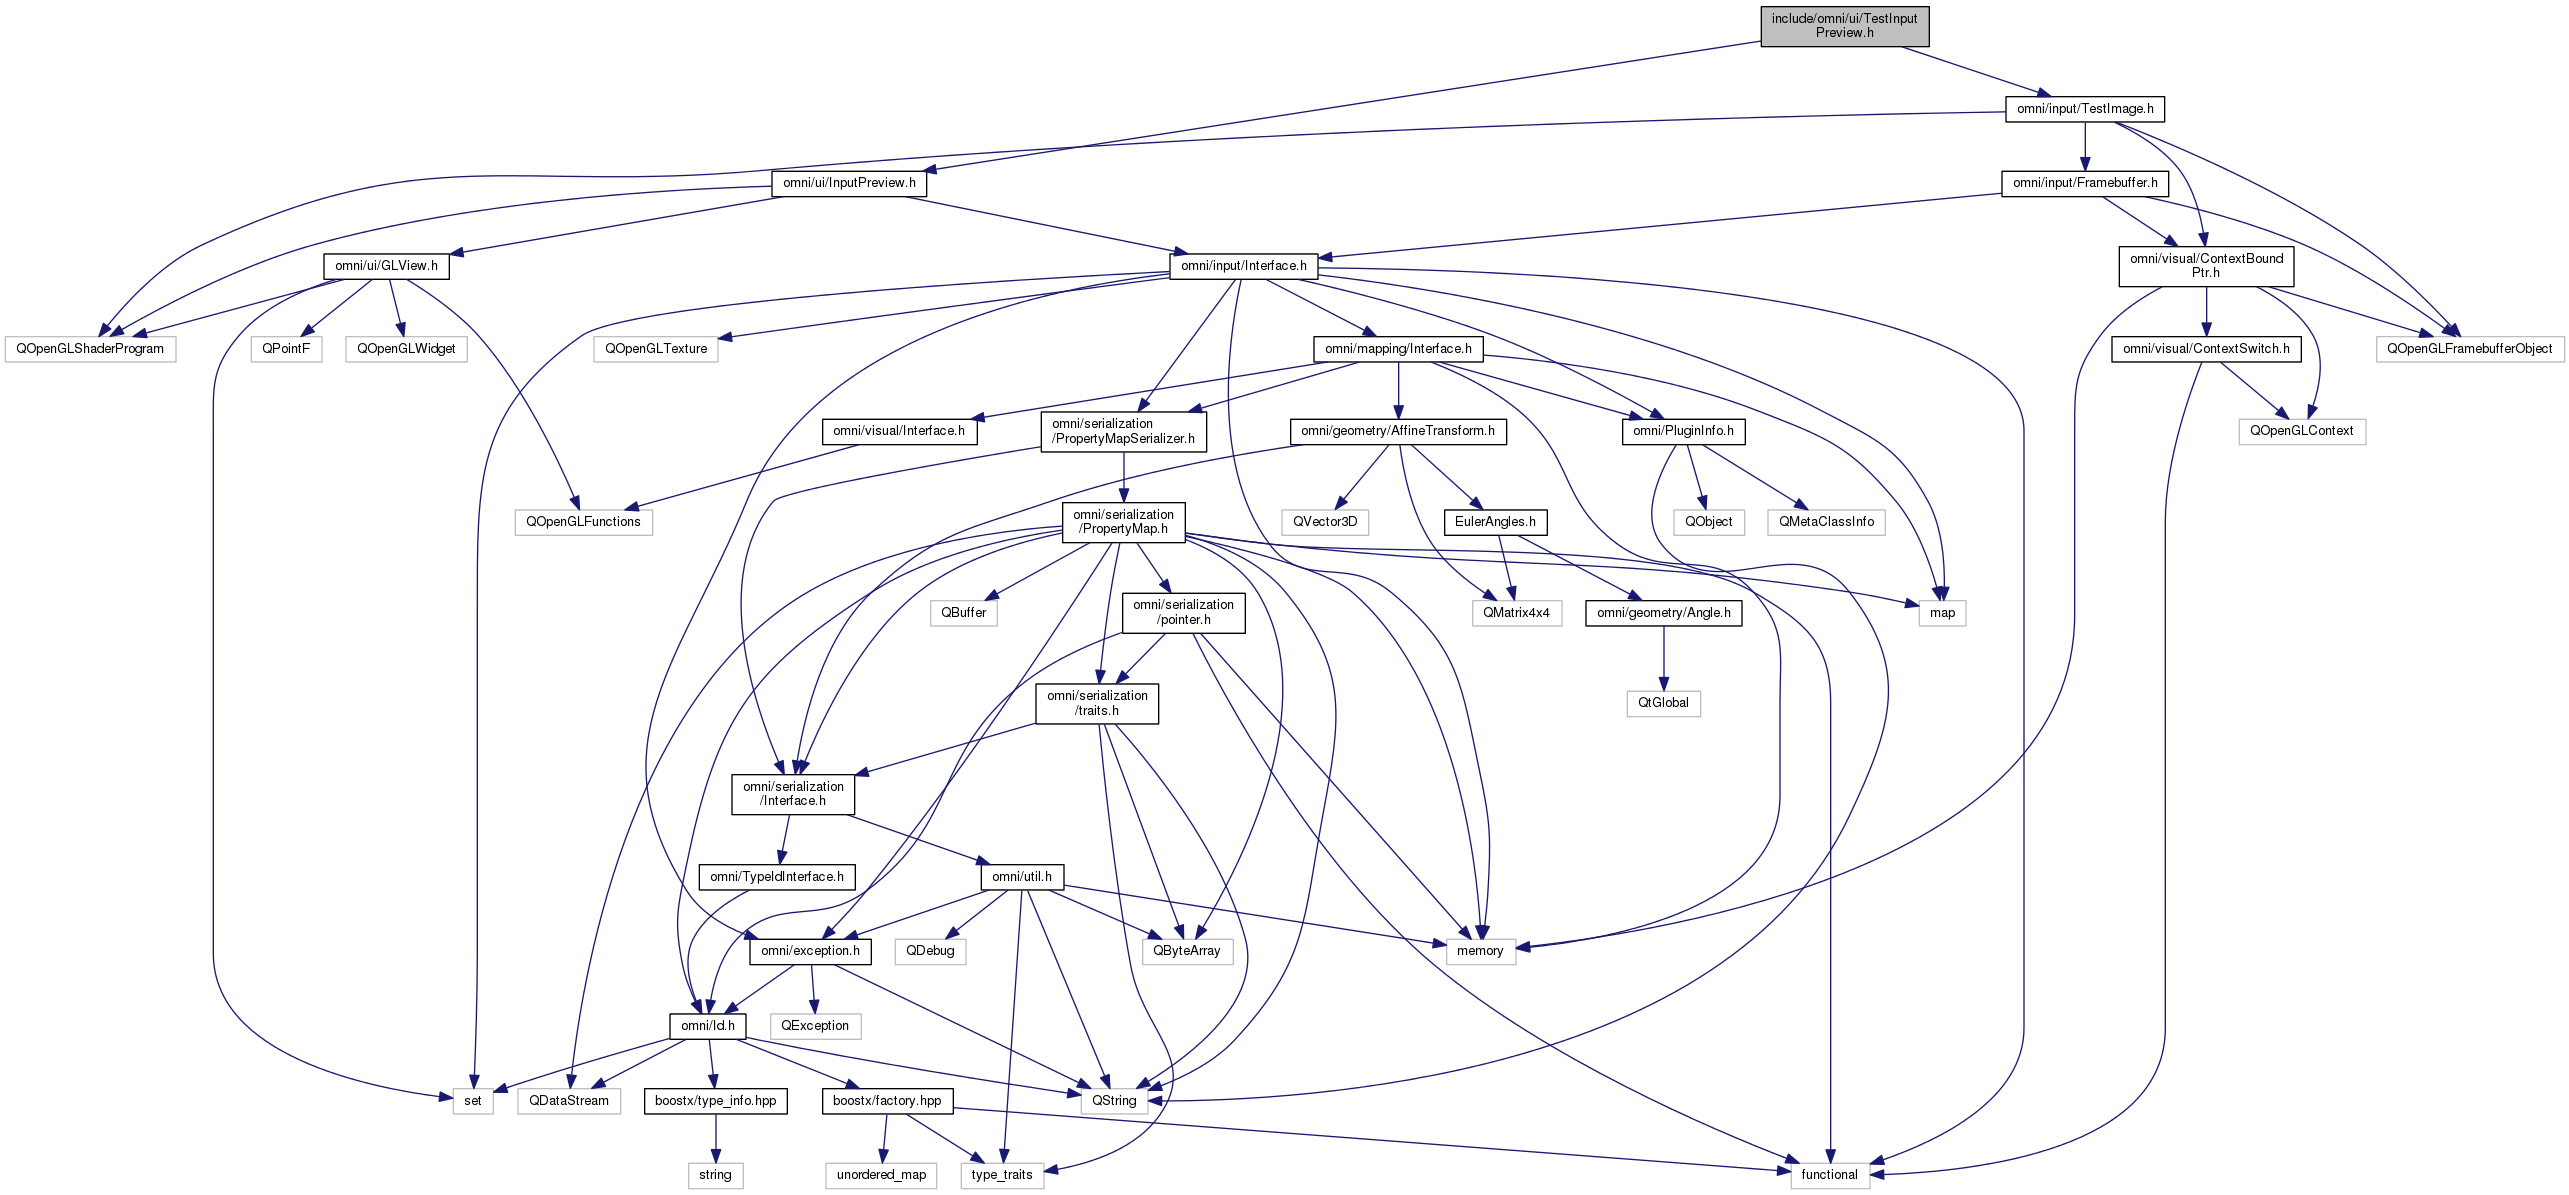 include/omni/ui/TestInput
Preview.h
omni/input/TestImage.h
omni/ui/InputPreview.h
omni/input/Framebuffer.h
omni/ui/GLView.h
omni/input/Interface.h
omni/visual/ContextBound
Ptr.h
QOpenGLShaderProgram
QPointF
QOpenGLWidget
QOpenGLTexture
omni/mapping/Interface.h
omni/visual/ContextSwitch.h
QOpenGLFramebufferObject
omni/visual/Interface.h
omni/serialization
/PropertyMapSerializer.h
omni/geometry/AffineTransform.h
omni/PluginInfo.h
QOpenGLContext
QOpenGLFunctions
omni/serialization
/PropertyMap.h
QVector3D
EulerAngles.h
QObject
QMetaClassInfo
QBuffer
omni/serialization
/pointer.h
QMatrix4x4
omni/geometry/Angle.h
map
omni/serialization
/traits.h
QtGlobal
omni/serialization
/Interface.h
omni/TypeIdInterface.h
omni/util.h
omni/exception.h
QDebug
QByteArray
memory
omni/Id.h
QException
set
QDataStream
boostx/type_info.hpp
boostx/factory.hpp
QString
string
unordered_map
type_traits
functional